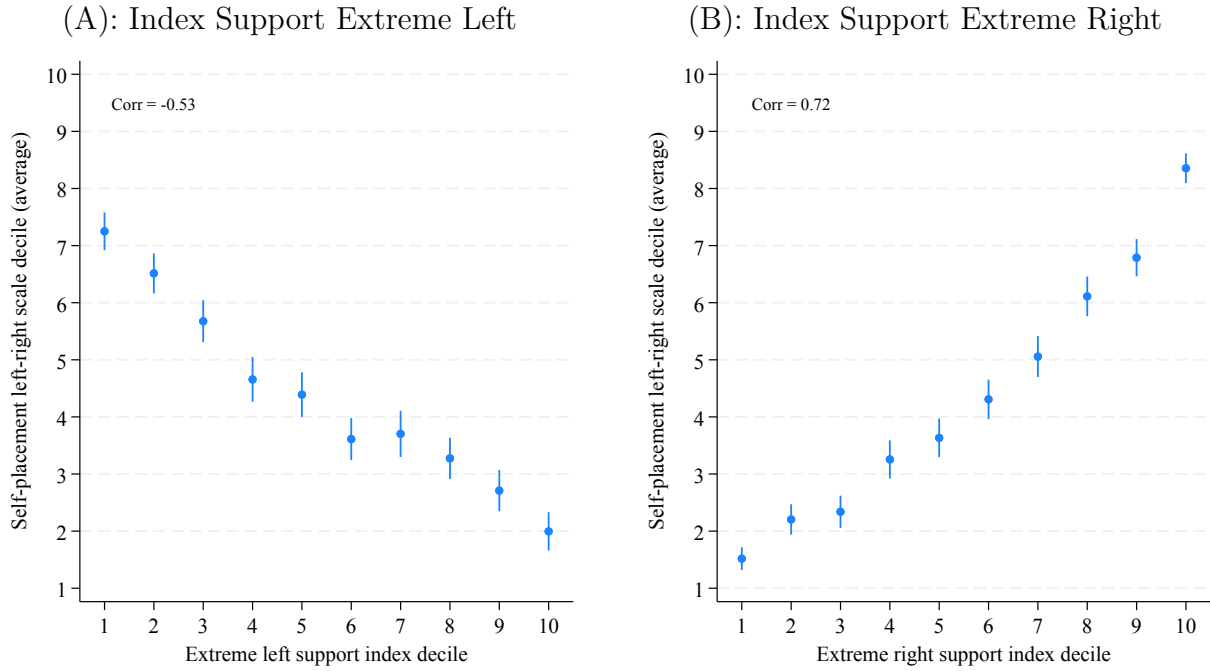 (A): Index Support Extreme Left
Self-placement left-right scale decile (average)
10
9
8
7
6
5
4
3
2
1
Corr = -0.53
1 2 3 4 5 6 7 8 9 10
Extreme left support index decile
(B): Index Support Extreme Right
Self-placement left-right scale decile (average)
10
9
8
7
6
5
4
3
2
1
Corr = 0.72
1 2 3 4 5 6 7 8 9 10
Extreme right support index decile